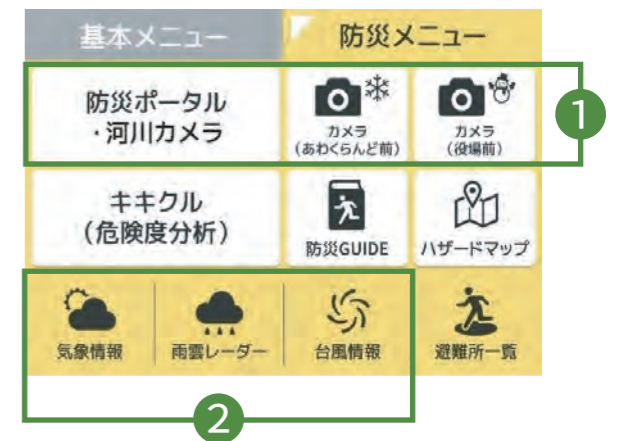 基本メニュー
防災メニュー
防災ポータル
・河川カメラ
カメラ
(あわくらんど前)
カメラ
(役場前)
1
キキクル
(危険度分析)
防災GUIDE
ハザードマップ
気象情報
雨雲レーダー
台風情報
避難所一覧
2